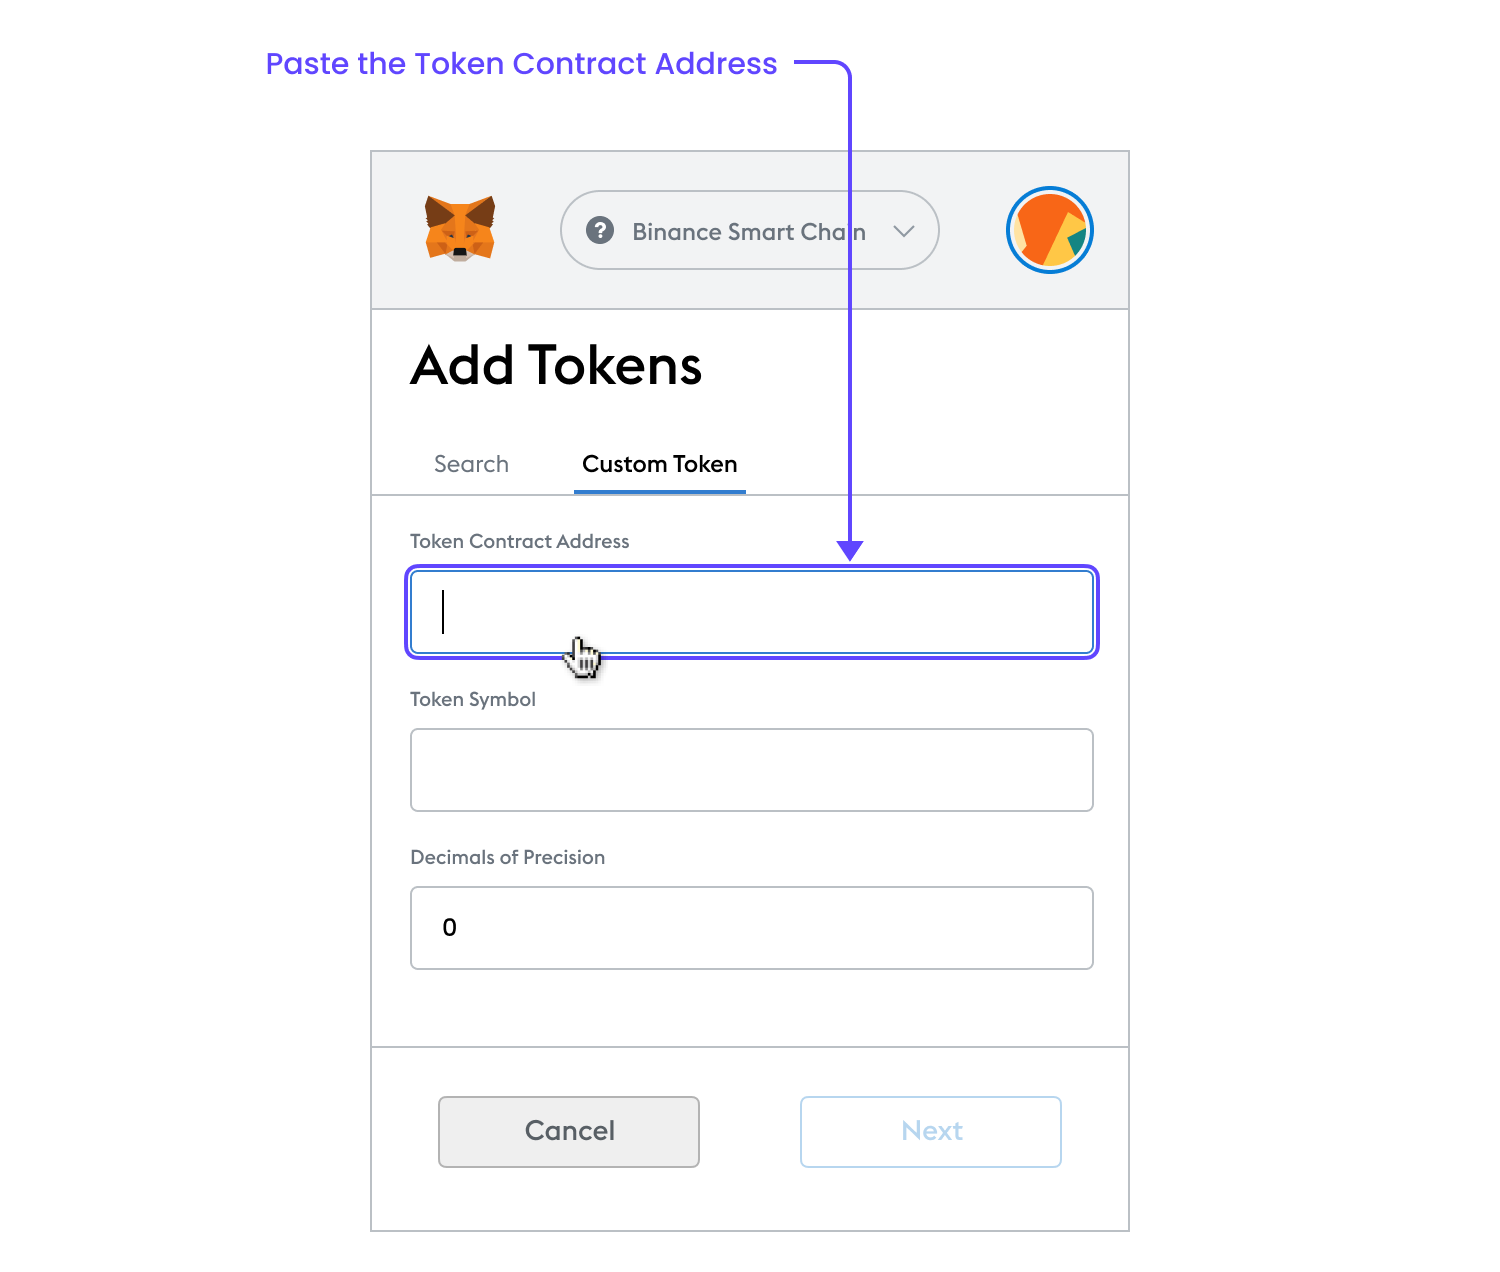 Paste the Token Contract Address
? Binance Smart Chain
Add Tokens
Search Custom Token
Token Contract Address
Token Symbol
Decimals of Precision
0
Cancel Next